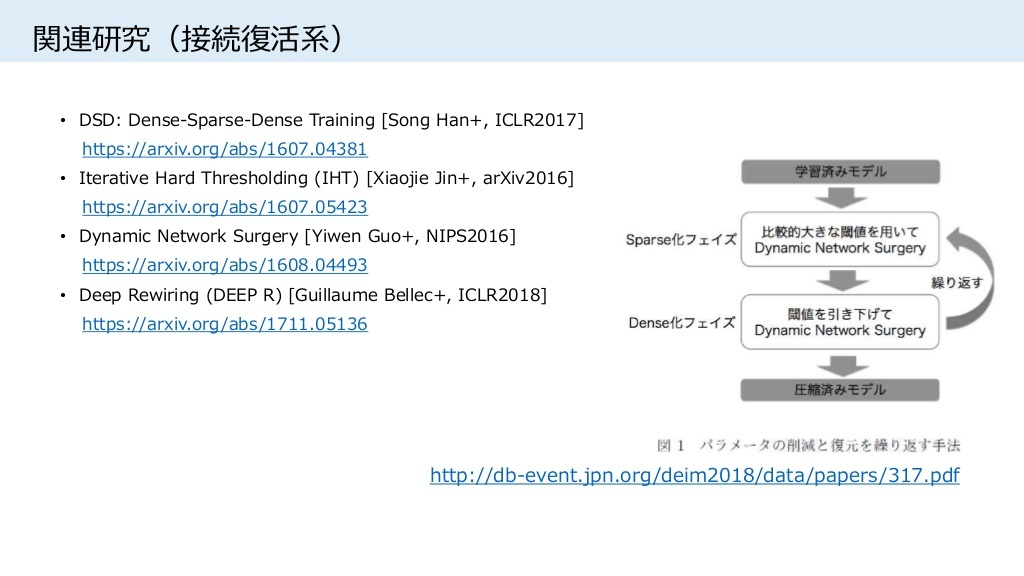 関連研究（接続復活系）
• DSD: Dense-Sparse-Dense Training [Song Han+, ICLR2017]
https://arxiv.org/abs/1607.04381
• Iterative Hard Thresholding (IHT) [Xiaojie Jin+, arXiv2016]
https://arxiv.org/abs/1607.05423
• Dynamic Network Surgery [Yiwen Guo+, NIPS2016]
https://arxiv.org/abs/1608.04493
• Deep Rewiring (DEEP R) [Guillaume Bellec+, ICLR2018]
https://arxiv.org/abs/1711.05136
学習済みモデル
Sparse化フェイズ
比較的大きな閾値を用いて
Dynamic Network Surgery
繰り返す
Dense化フェイズ
閾値を引き下げて
Dynamic Network Surgery
圧縮済みモデル
図 1 パラメータの削減と復元を繰り返す手法
http://db-event.jpn.org/deim2018/data/papers/317.pdf